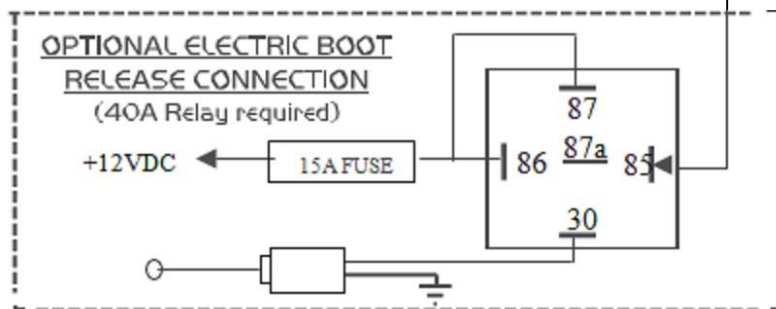 OPTIONAL ELECTRIC BOOT
RELEASE CONNECTION
(40A Relay required)
87
+12VDC
15A FUSE
86
87a
85
30